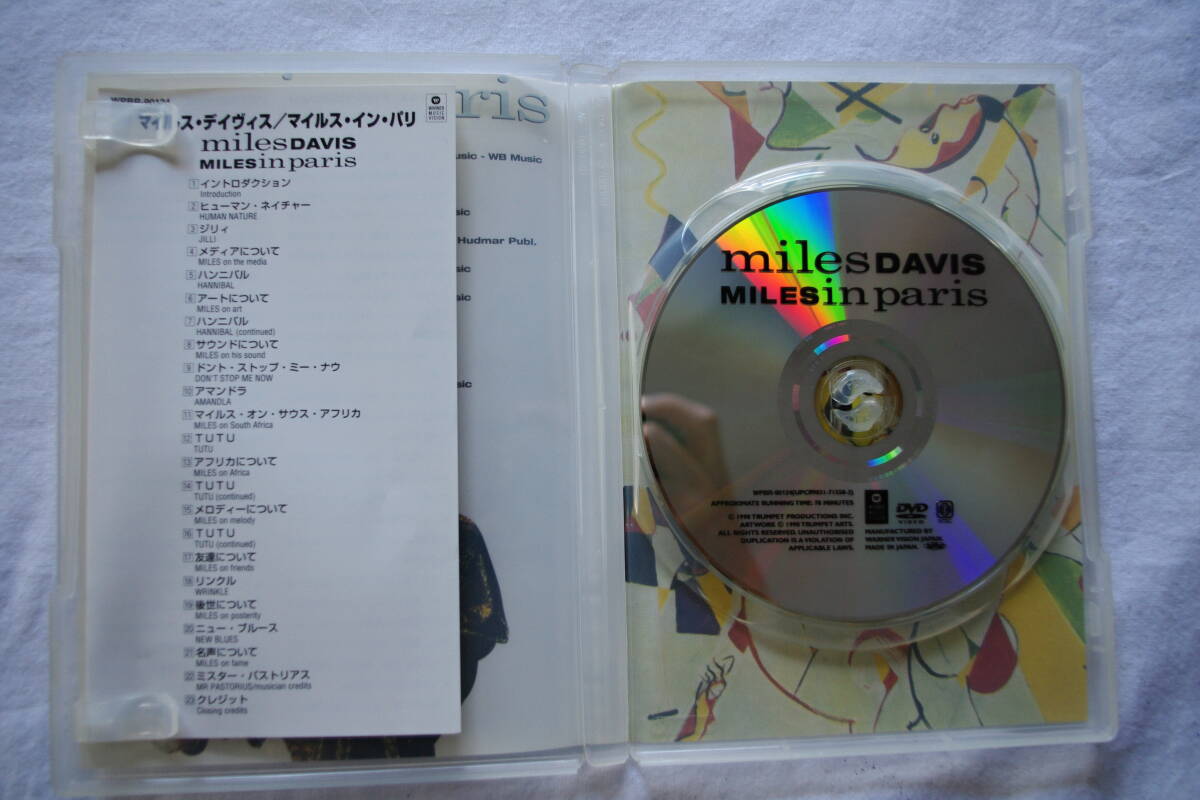 WPBR-90124
マイルス・デイヴィス／マイルス・イン・パリ
WARNER MUSIC VISION
miles DAVIS
MILES in paris
1 イントロダクション
Introduction
2 ヒューマン・ネイチャー
HUMAN NATURE
3 ジリィ
JILLI
4 メディアについて
MILES on the media
5 ハンニバル
HANNIBAL
6 アートについて
MILES on art
7 ハンニバル
HANNIBAL (continued)
8 サウンドについて
MILES on his sound
9 ドント・ストップ・ミー・ナウ
DON'T STOP ME NOW
10 アマンドラ
AMANDLA
11 マイルス・オン・サウス・アフリカ
MILES on South Africa
12 TUTU
TUTU
13 アフリカについて
MILES on Africa
14 TUTU
TUTU (continued)
15 メロディーについて
MILES on melody
16 TUTU
TUTU (continued)
17 友達について
MILES on friends
18 リンクル
WRINKLE
19 後世について
MILES on posterity
20 ニュー・ブルース
NEW BLUES
21 名声について
MILES on fame
22 ミスター・パストリアス
MR PASTORIUS/musician credits
23 クレジット
Closing credits
ris
usic - WB Music
sic
Hudmar Publ.
usic
usic
usic
miles DAVIS
MILES in paris
APPROXIMATE RUNNING TIME: 76 MINUTES
© 1990 TRUMPET PRODUCTIONS INC.
ARTWORK © 1990 TRUMPET ARTS.
ALL RIGHTS RESERVED. UNAUTHORISED
DUPLICATION IS A VIOLATION OF
APPLICABLE LAWS.
DVD
VIDEO
MANUFACTURED BY
WARNER VISION JAPAN.
MADE IN JAPAN.